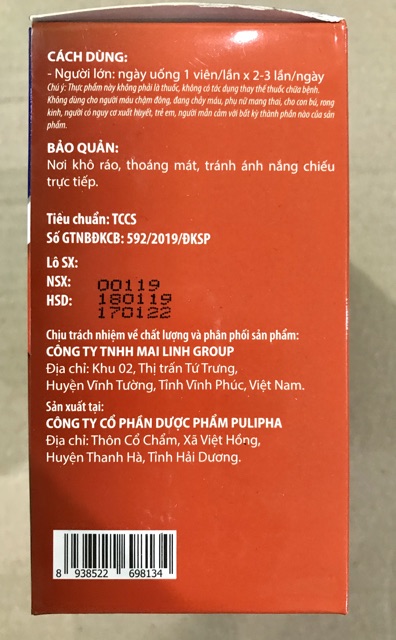 CÁCH DÙNG:
- Người lớn: ngày uống 1 viên/lần x 2-3 lần/ngày
Chú ý: Thực phẩm này không phải là thuốc, không có tác dụng thay thế thuốc chữa bệnh.
Không dùng cho người máu chậm đông, đang chảy máu, phụ nữ mang thai, cho con bú, rong
kinh, người có nguy cơ xuất huyết, trẻ em, người mẫn cảm với bất kỳ thành phần nào của sản
phẩm.
BẢO QUẢN:
Nơi khô ráo, thoáng mát, tránh ánh nắng chiếu
trực tiếp.
Tiêu chuẩn: TCCS
Số GTNBĐKCB: 592/2019/ĐKSP
Lô SX: 00119
NSX: 180119
HSD: 170122
Chịu trách nhiệm về chất lượng và phân phối sản phẩm:
CÔNG TY TNHH MAI LINH GROUP
Địa chỉ: Khu 02, Thị trấn Tứ Trưng,
Huyện Vĩnh Tường, Tỉnh Vĩnh Phúc, Việt Nam.
Sản xuất tại:
CÔNG TY CỔ PHẦN DƯỢC PHẨM PULIPHA
Địa chỉ: Thôn Cổ Chẩm, Xã Việt Hồng,
Huyện Thanh Hà, Tỉnh Hải Dương.
8 938522 698134